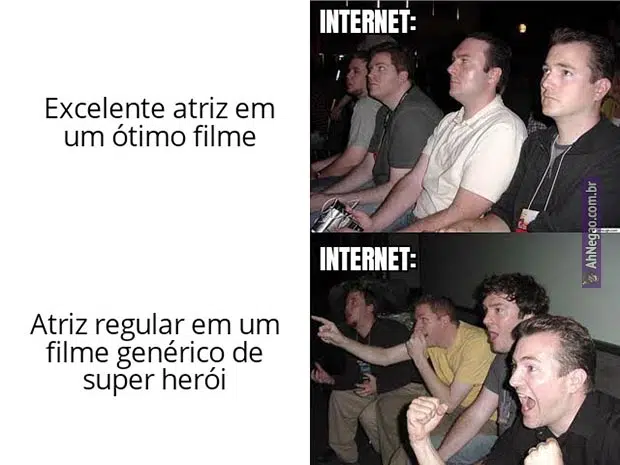 INTERNET:
Excelente atriz em
um ótimo filme
AhNegao.com.br
INTERNET:
Atriz regular em um
filme genérico de
super herói